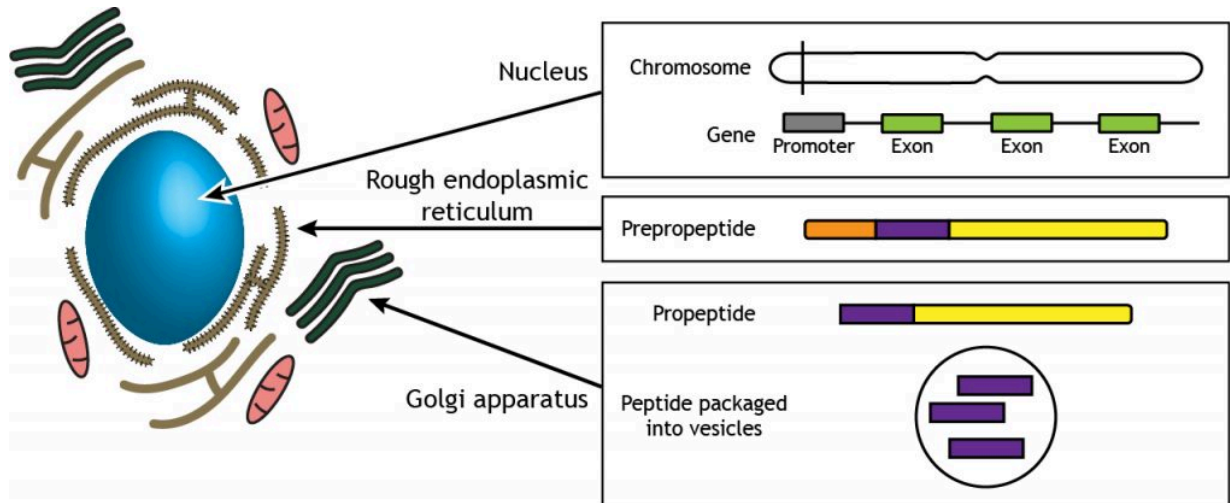 Nucleus
Chromosome
Gene
Promoter
Exon
Exon
Exon
Rough endoplasmic
reticulum
Prepropeptide
Propeptide
Golgi apparatus
Peptide packaged
into vesicles